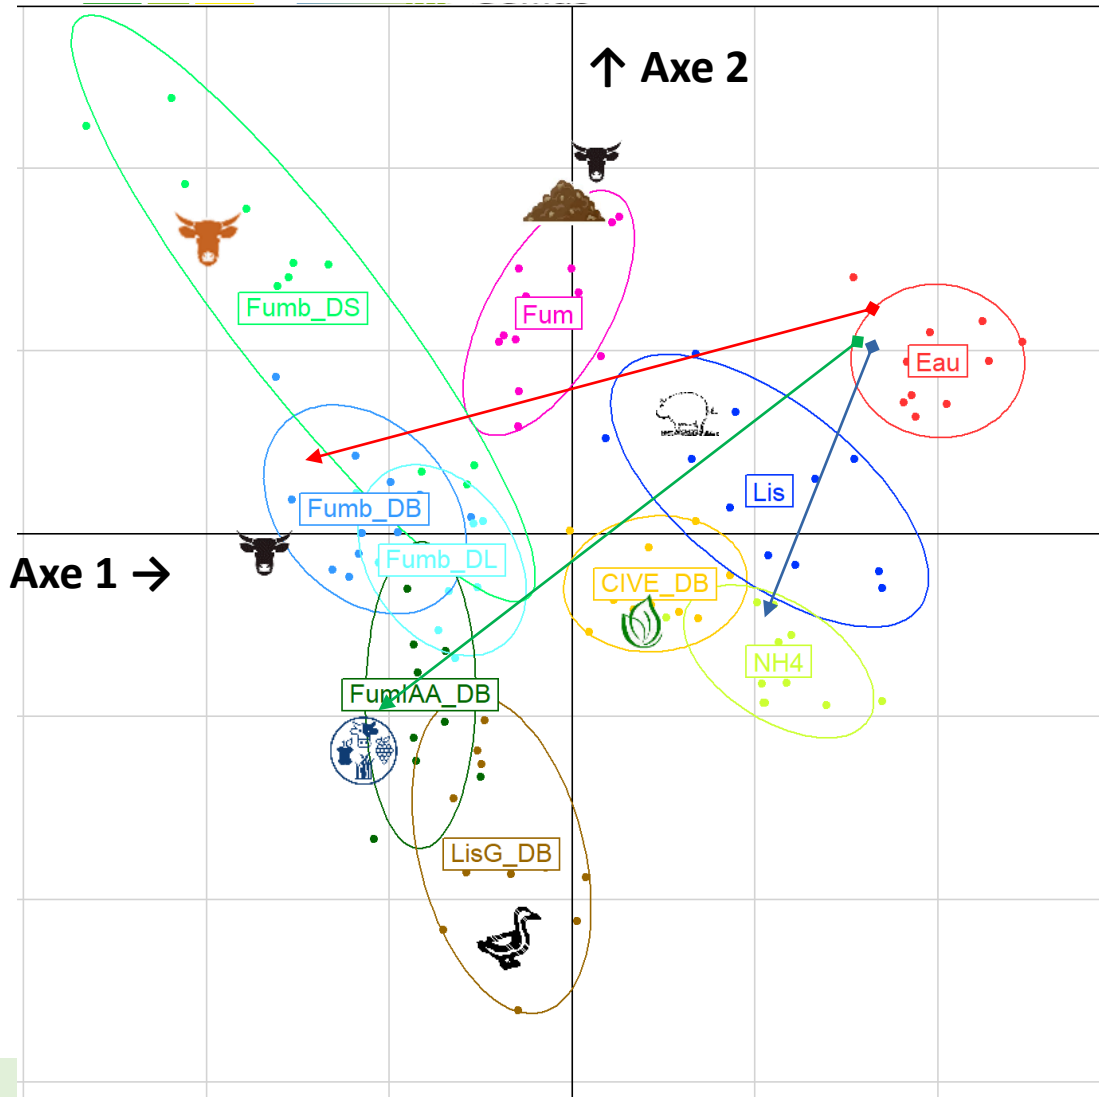 ↑ Axe 2
Fumb_DS
Fum
Eau
Lis
Fumb_DB
Fumb_DL
Axe 1 →
CIVE_DB
NH4
FumIAA_DB
LisG_DB